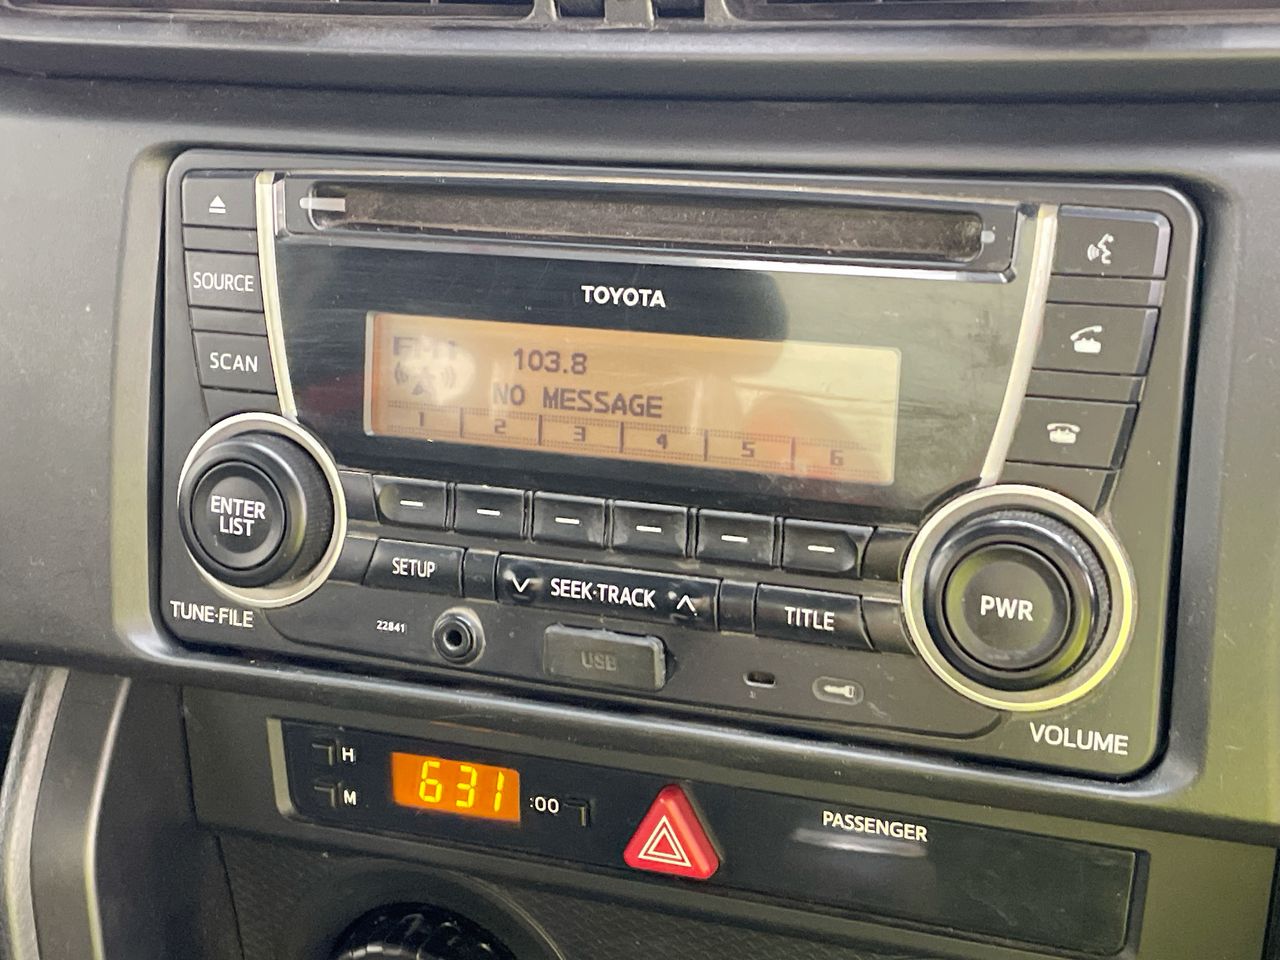 SOURCE
SCAN
TOYOTA
FM1
103.8
NO MESSAGE
1 2 3 4 5 6
ENTER
LIST
TUNE·FILE
SETUP
SEEK·TRACK
TITLE
PWR
VOLUME
22841
USB
H
M
631
:00
PASSENGER